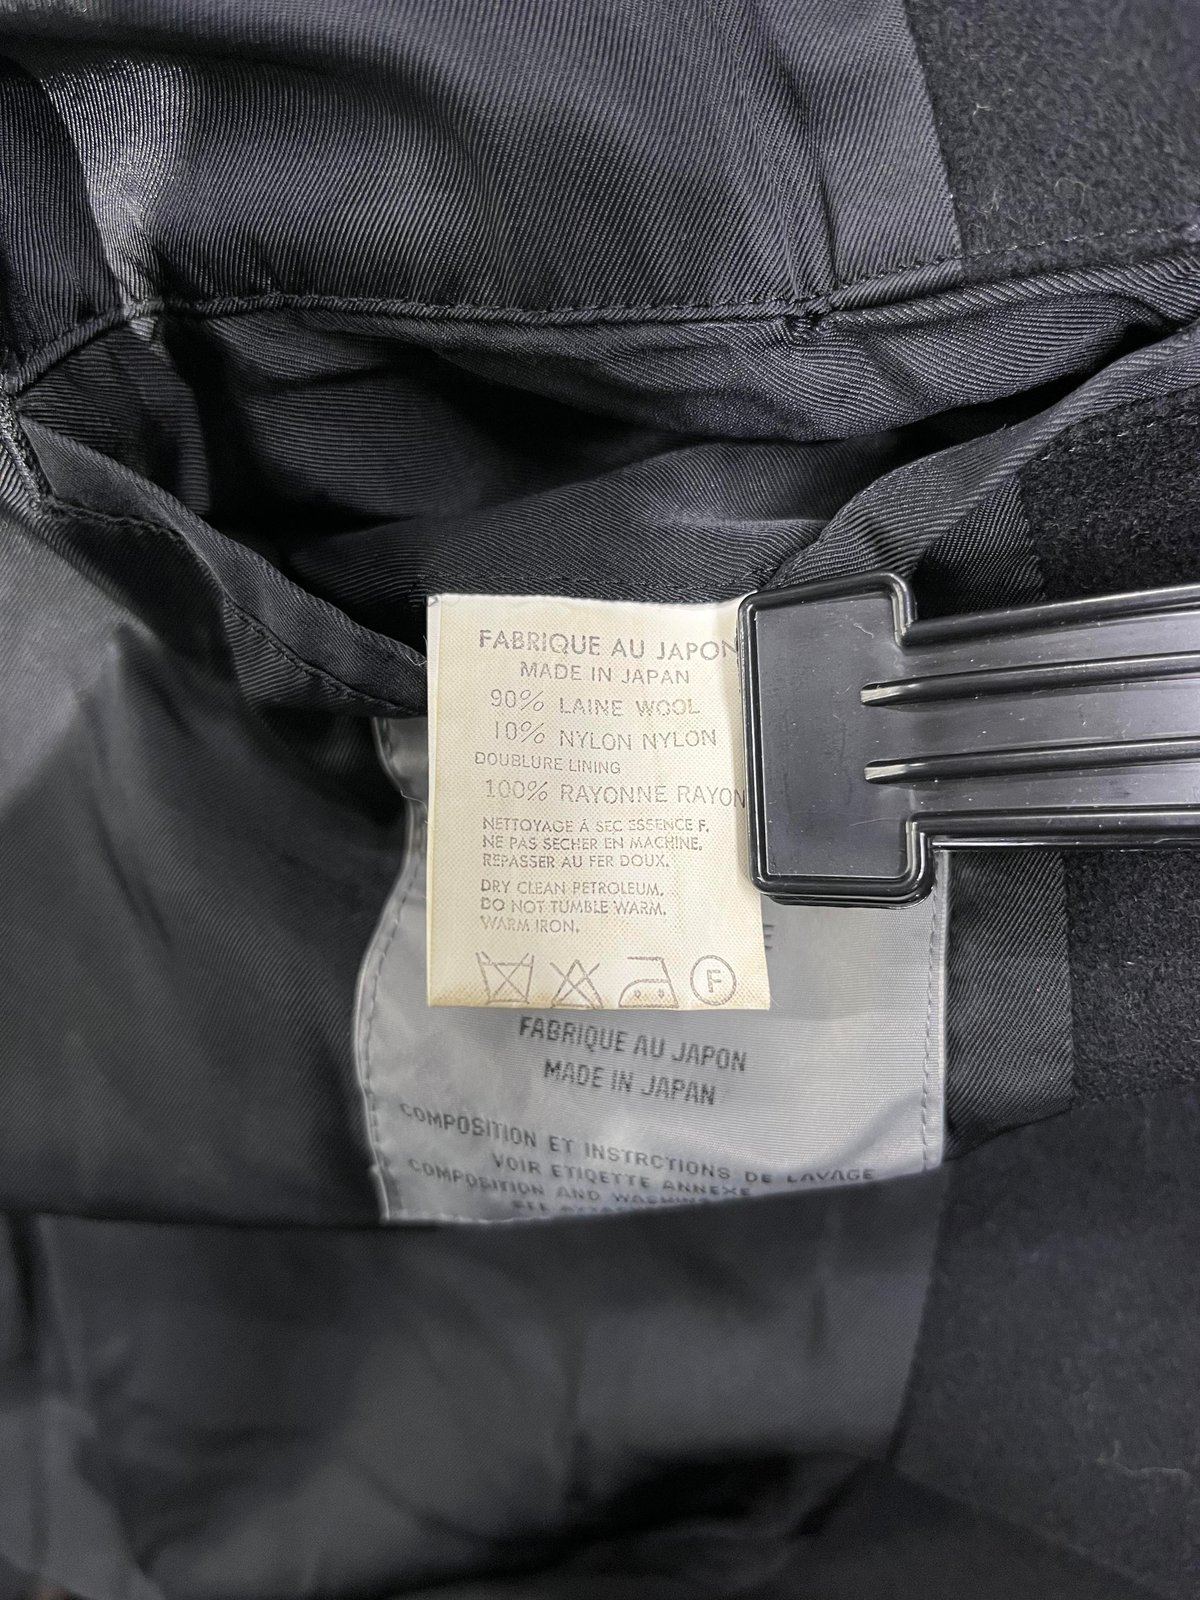 FABRIQUE AU JAPON
MADE IN JAPAN
90% LAINE WOOL
10% NYLON NYLON
DOUBLURE LINING
100% RAYONNE RAYON
NETTOYAGE À SEC ESSENCE F.
NE PAS SECHER EN MACHINE.
REPASSER AU FER DOUX.
DRY CLEAN PETROLEUM.
DO NOT TUMBLE WARM.
WARM IRON.
F
E
FABRIQUE AU JAPON
MADE IN JAPAN
COMPOSITION ET INSTRCTIONS DE LAVAGE
VOIR ETIQETTE ANNEXE
COMPOSITION AND WASHING